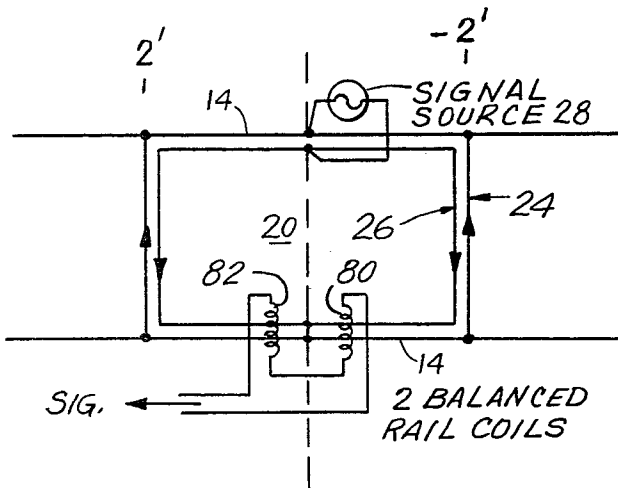 2'
-2'
14
SIGNAL
SOURCE 28
20
26
24
82
80
14
SIG.
2 BALANCED
RAIL COILS